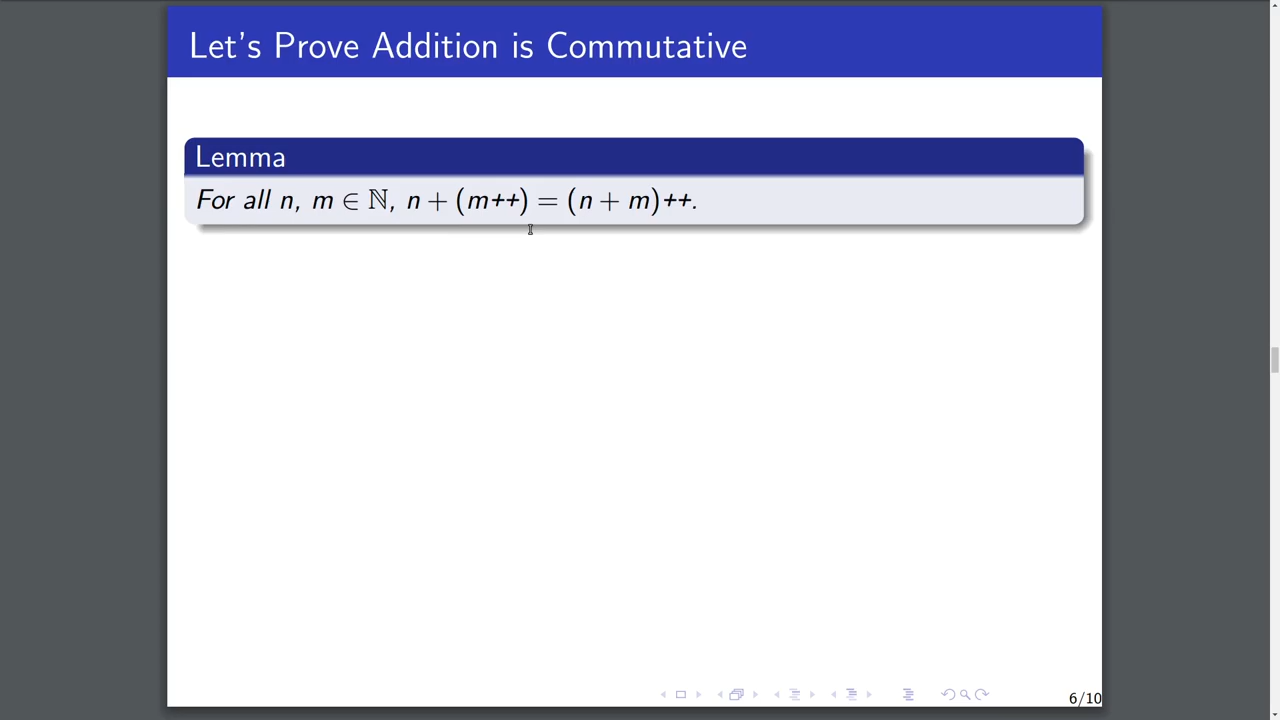 Let's Prove Addition is Commutative
Lemma
For all n, m ∈ ℕ, n + (m++) = (n + m)++.
6/10